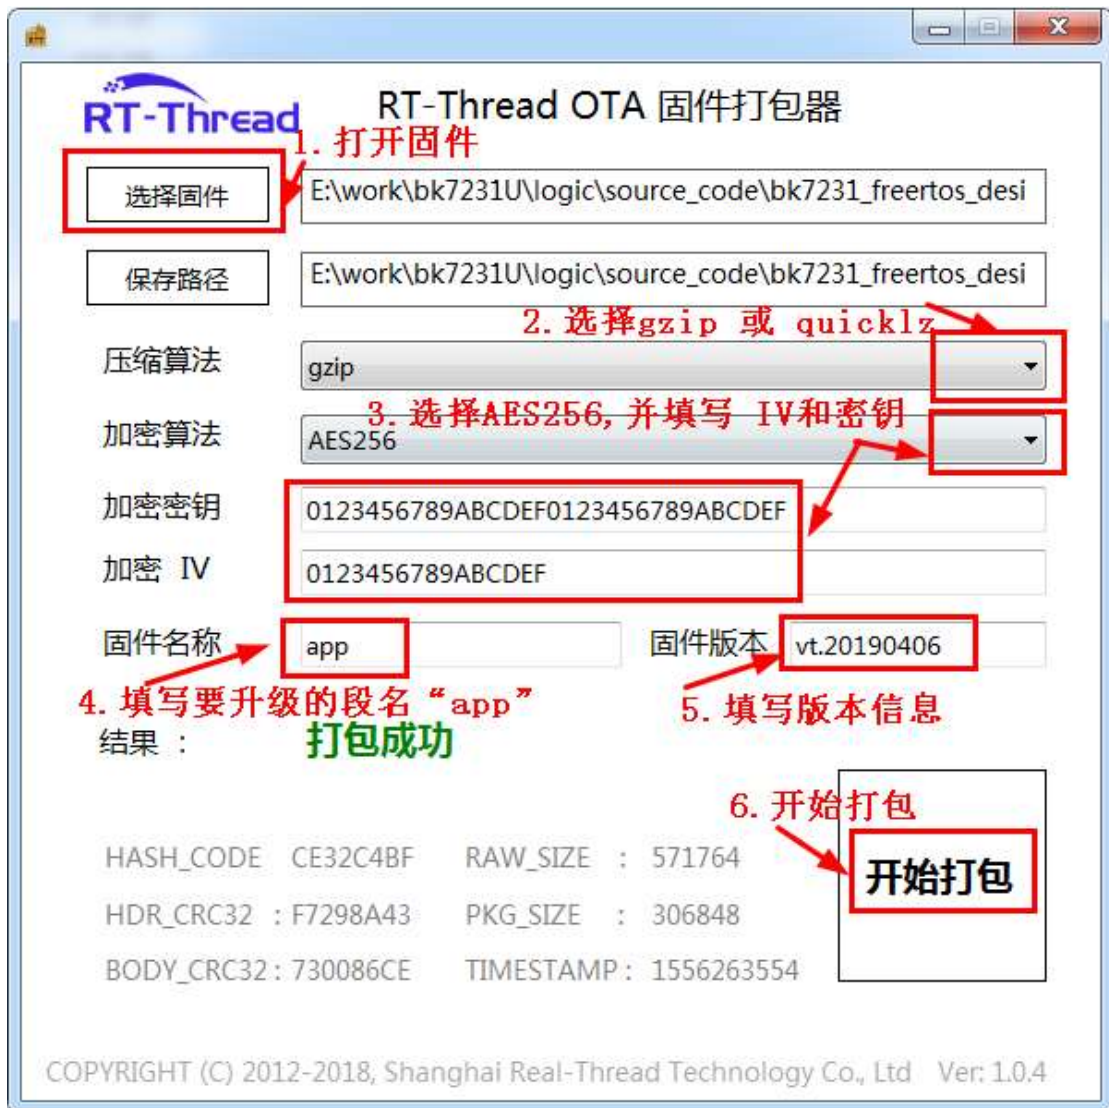 RT-Thread
RT-Thread OTA 固件打包器
1. 打开固件
选择固件
E:\work\bk7231U\logic\source_code\bk7231_freertos_desi
保存路径
E:\work\bk7231U\logic\source_code\bk7231_freertos_desi
2. 选择gzip 或 quicklz
压缩算法
gzip
3. 选择AES256, 并填写 IV和密钥
加密算法
AES256
加密密钥
0123456789ABCDEF0123456789ABCDEF
加密 IV
0123456789ABCDEF
固件名称
app
固件版本
vt.20190406
4. 填写要升级的段名“app”
5. 填写版本信息
结果 :
打包成功
6. 开始打包
开始打包
HASH_CODE CE32C4BF RAW_SIZE : 571764
HDR_CRC32 : F7298A43 PKG_SIZE : 306848
BODY_CRC32 : 730086CE TIMESTAMP : 1556263554
COPYRIGHT (C) 2012-2018, Shanghai Real-Thread Technology Co., Ltd Ver: 1.0.4